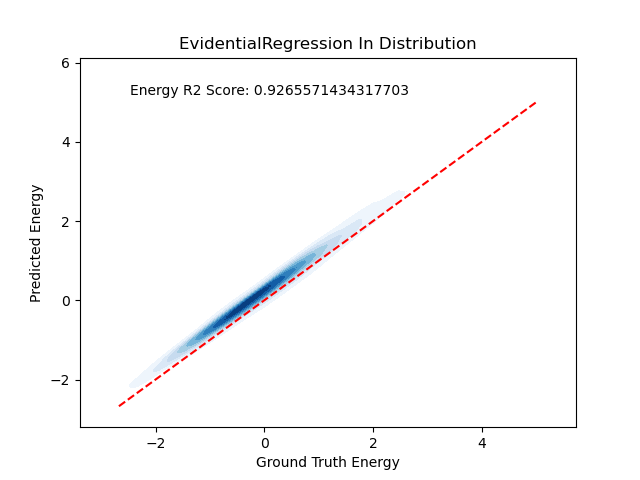 EvidentialRegression In Distribution
Energy R2 Score: 0.9265571434317703
6
4
2
0
−2
Predicted Energy
−2
0
2
4
Ground Truth Energy